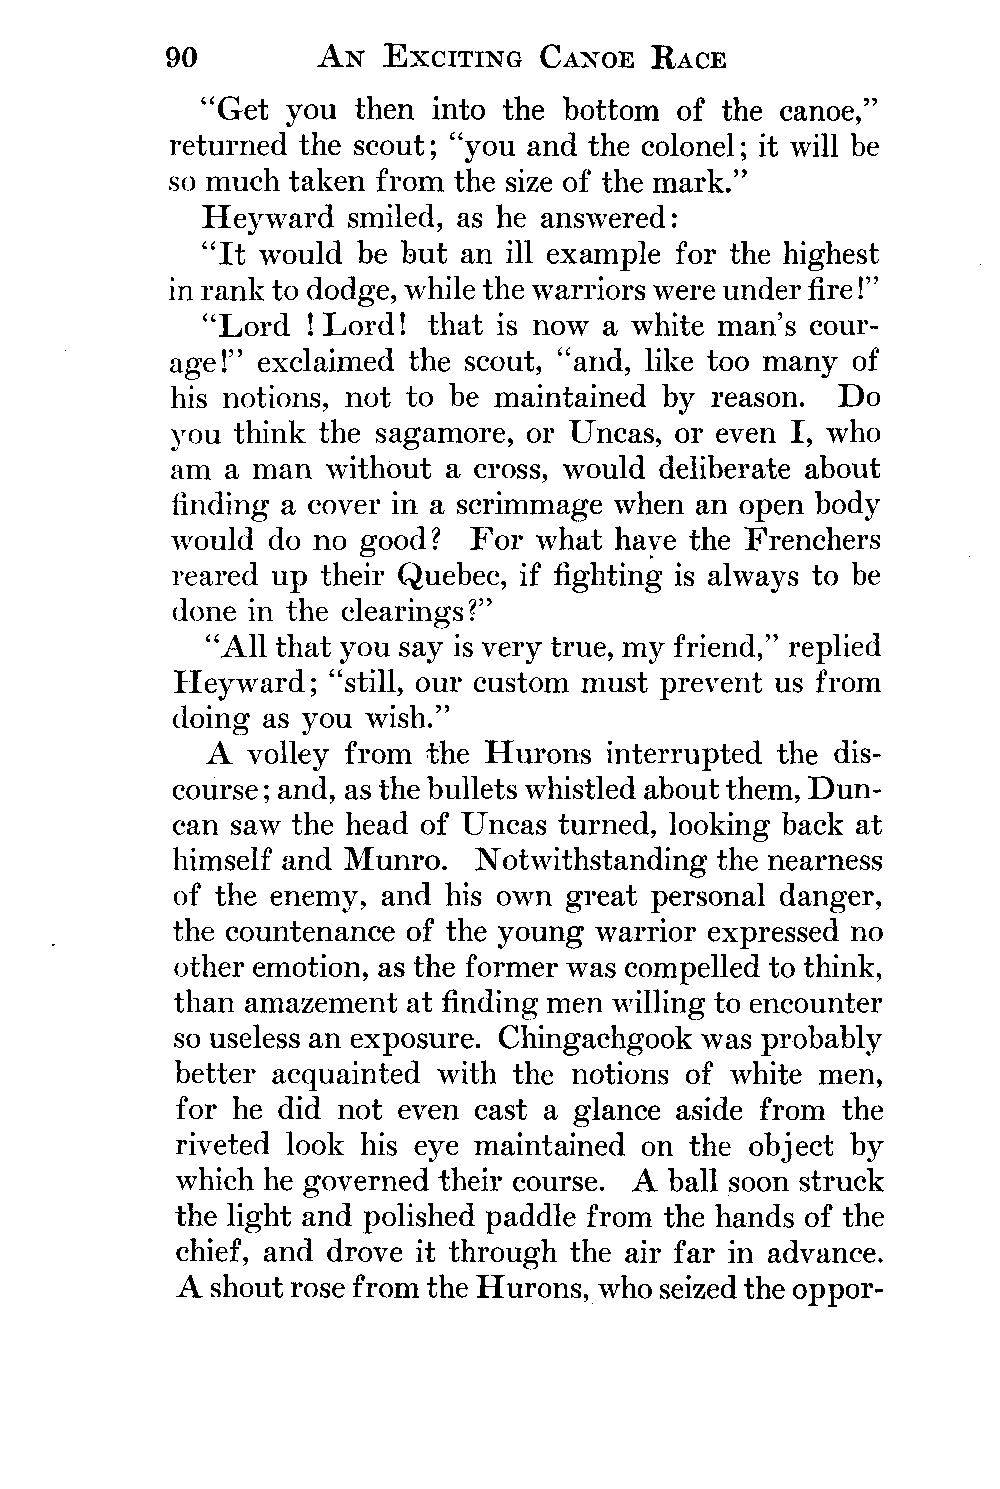 90 AN EXCITING CANOE RACE
“Get you then into the bottom of the canoe,”
returned the scout; “you and the colonel; it will be
so much taken from the size of the mark.”
Heyward smiled, as he answered:
“It would be but an ill example for the highest
in rank to dodge, while the warriors were under fire!”
“Lord ! Lord! that is now a white man’s cour-
age!” exclaimed the scout, “and, like too many of
his notions, not to be maintained by reason. Do
you think the sagamore, or Uncas, or even I, who
am a man without a cross, would deliberate about
finding a cover in a scrimmage when an open body
would do no good? For what have the Frenchers
reared up their Quebec, if fighting is always to be
done in the clearings?”
“All that you say is very true, my friend,” replied
Heyward; “still, our custom must prevent us from
doing as you wish.”
A volley from the Hurons interrupted the dis-
course; and, as the bullets whistled about them, Dun-
can saw the head of Uncas turned, looking back at
himself and Munro. Notwithstanding the nearness
of the enemy, and his own great personal danger,
the countenance of the young warrior expressed no
other emotion, as the former was compelled to think,
than amazement at finding men willing to encounter
so useless an exposure. Chingachgook was probably
better acquainted with the notions of white men,
for he did not even cast a glance aside from the
riveted look his eye maintained on the object by
which he governed their course. A ball soon struck
the light and polished paddle from the hands of the
chief, and drove it through the air far in advance.
A shout rose from the Hurons, who seized the oppor-